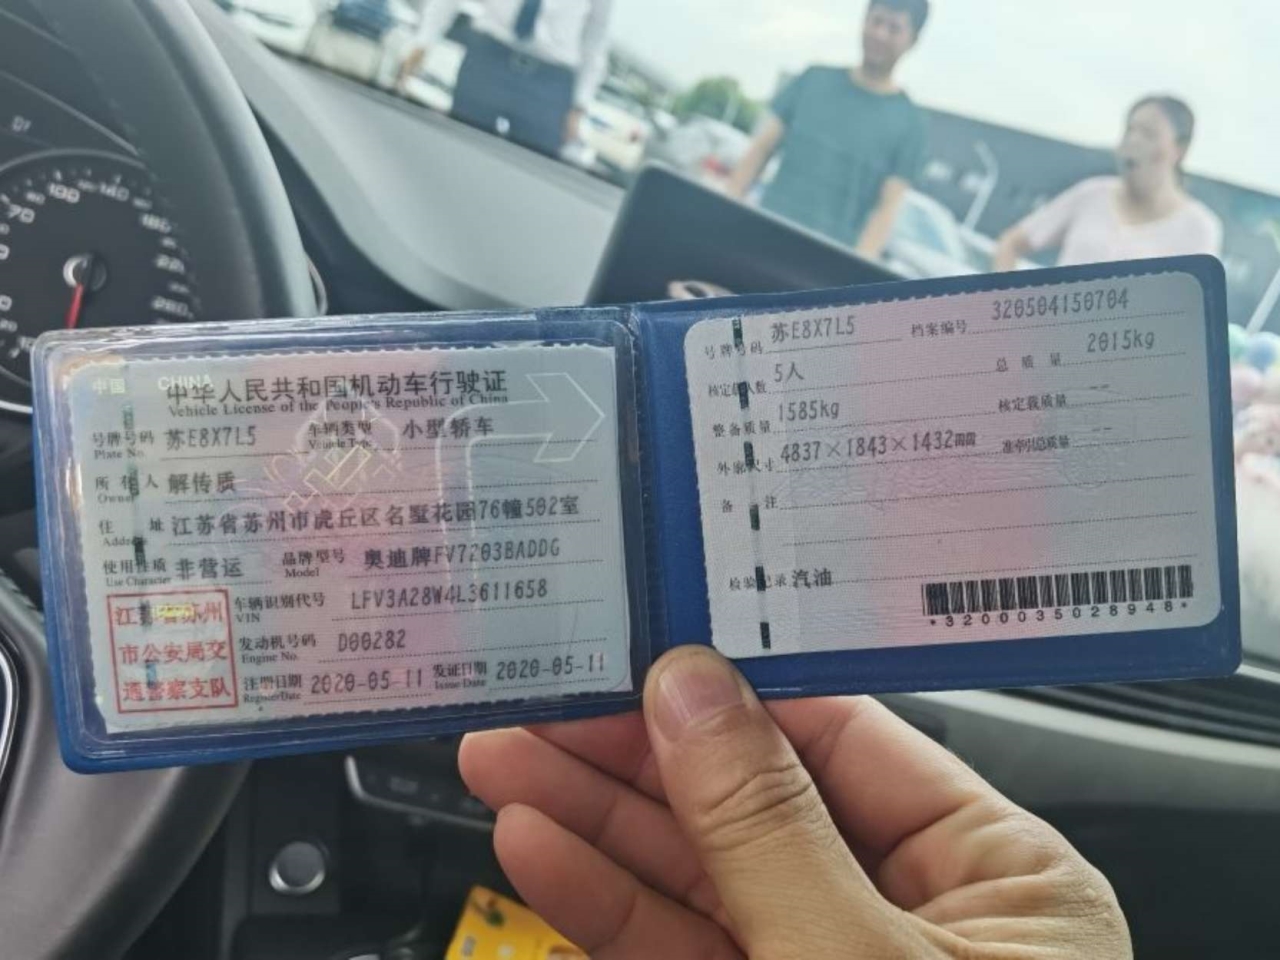 中国 CHINA
中华人民共和国机动车行驶证
Vehicle License of the People's Republic of China
号牌号码 苏E8X7L5 车辆类型 小型轿车
Plate No. Vehicle Type
所有人 解传质
Owner
住址 江苏省苏州市虎丘区名墅花园76幢502室
Address
使用性质 非营运 品牌型号 奥迪牌FV7203BADDG
Use Character Model
车辆识别代号 LFV3A28W4L3611658
VIN
发动机号码 D00282
Engine No.
注册日期 2020-05-11 发证日期 2020-05-11
Register Date Issue Date
江苏省苏州
市公安局交
通警察支队
号牌号码 苏E8X7L5 档案编号 320504150704
核定载人数 5人 总质量 2015kg
整备质量 1585kg 核定载质量 --
外廓尺寸 4837×1843×1432mm 准牵引总质量 --
备注
检验记录 汽油
*3200035028948*
70
100
140
180
220
260